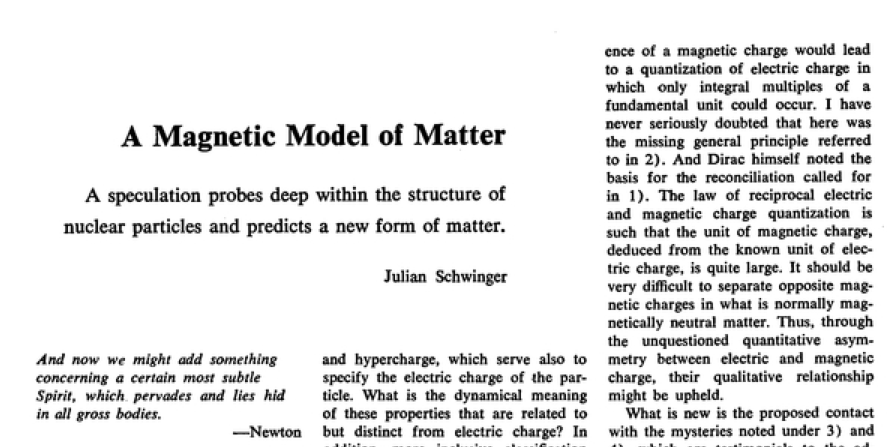 A Magnetic Model of Matter
A speculation probes deep within the structure of
nuclear particles and predicts a new form of matter.
Julian Schwinger
And now we might add something
concerning a certain most subtle
Spirit, which pervades and lies hid
in all gross bodies.
—Newton
and hypercharge, which serve also to
specify the electric charge of the par-
ticle. What is the dynamical meaning
of these properties that are related to
but distinct from electric charge? In
ence of a magnetic charge would lead
to a quantization of electric charge in
which only integral multiples of a
fundamental unit could occur. I have
never seriously doubted that here was
the missing general principle referred
to in 2). And Dirac himself noted the
basis for the reconciliation called for
in 1). The law of reciprocal electric
and magnetic charge quantization is
such that the unit of magnetic charge,
deduced from the known unit of elec-
tric charge, is quite large. It should be
very difficult to separate opposite mag-
netic charges in what is normally mag-
netically neutral matter. Thus, through
the unquestioned quantitative asym-
metry between electric and magnetic
charge, their qualitative relationship
might be upheld.
What is new is the proposed contact
with the mysteries noted under 3) and